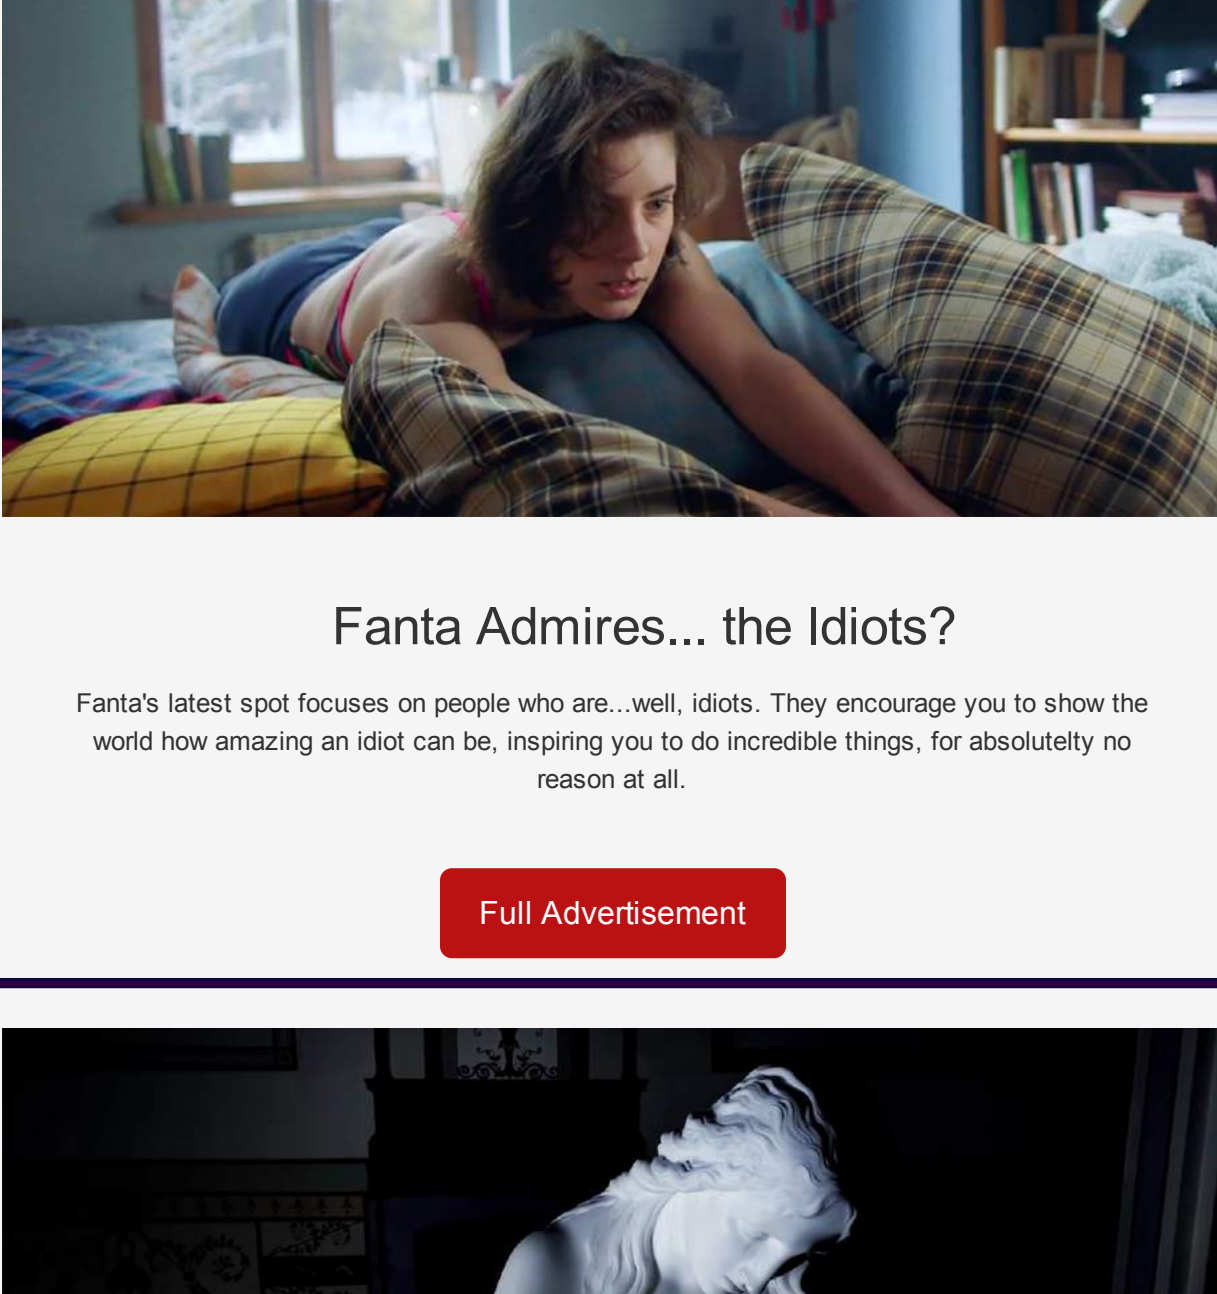 Fanta Admires... the Idiots?
Fanta's latest spot focuses on people who are...well, idiots. They encourage you to show the
world how amazing an idiot can be, inspiring you to do incredible things, for absolutelty no
reason at all.
Full Advertisement